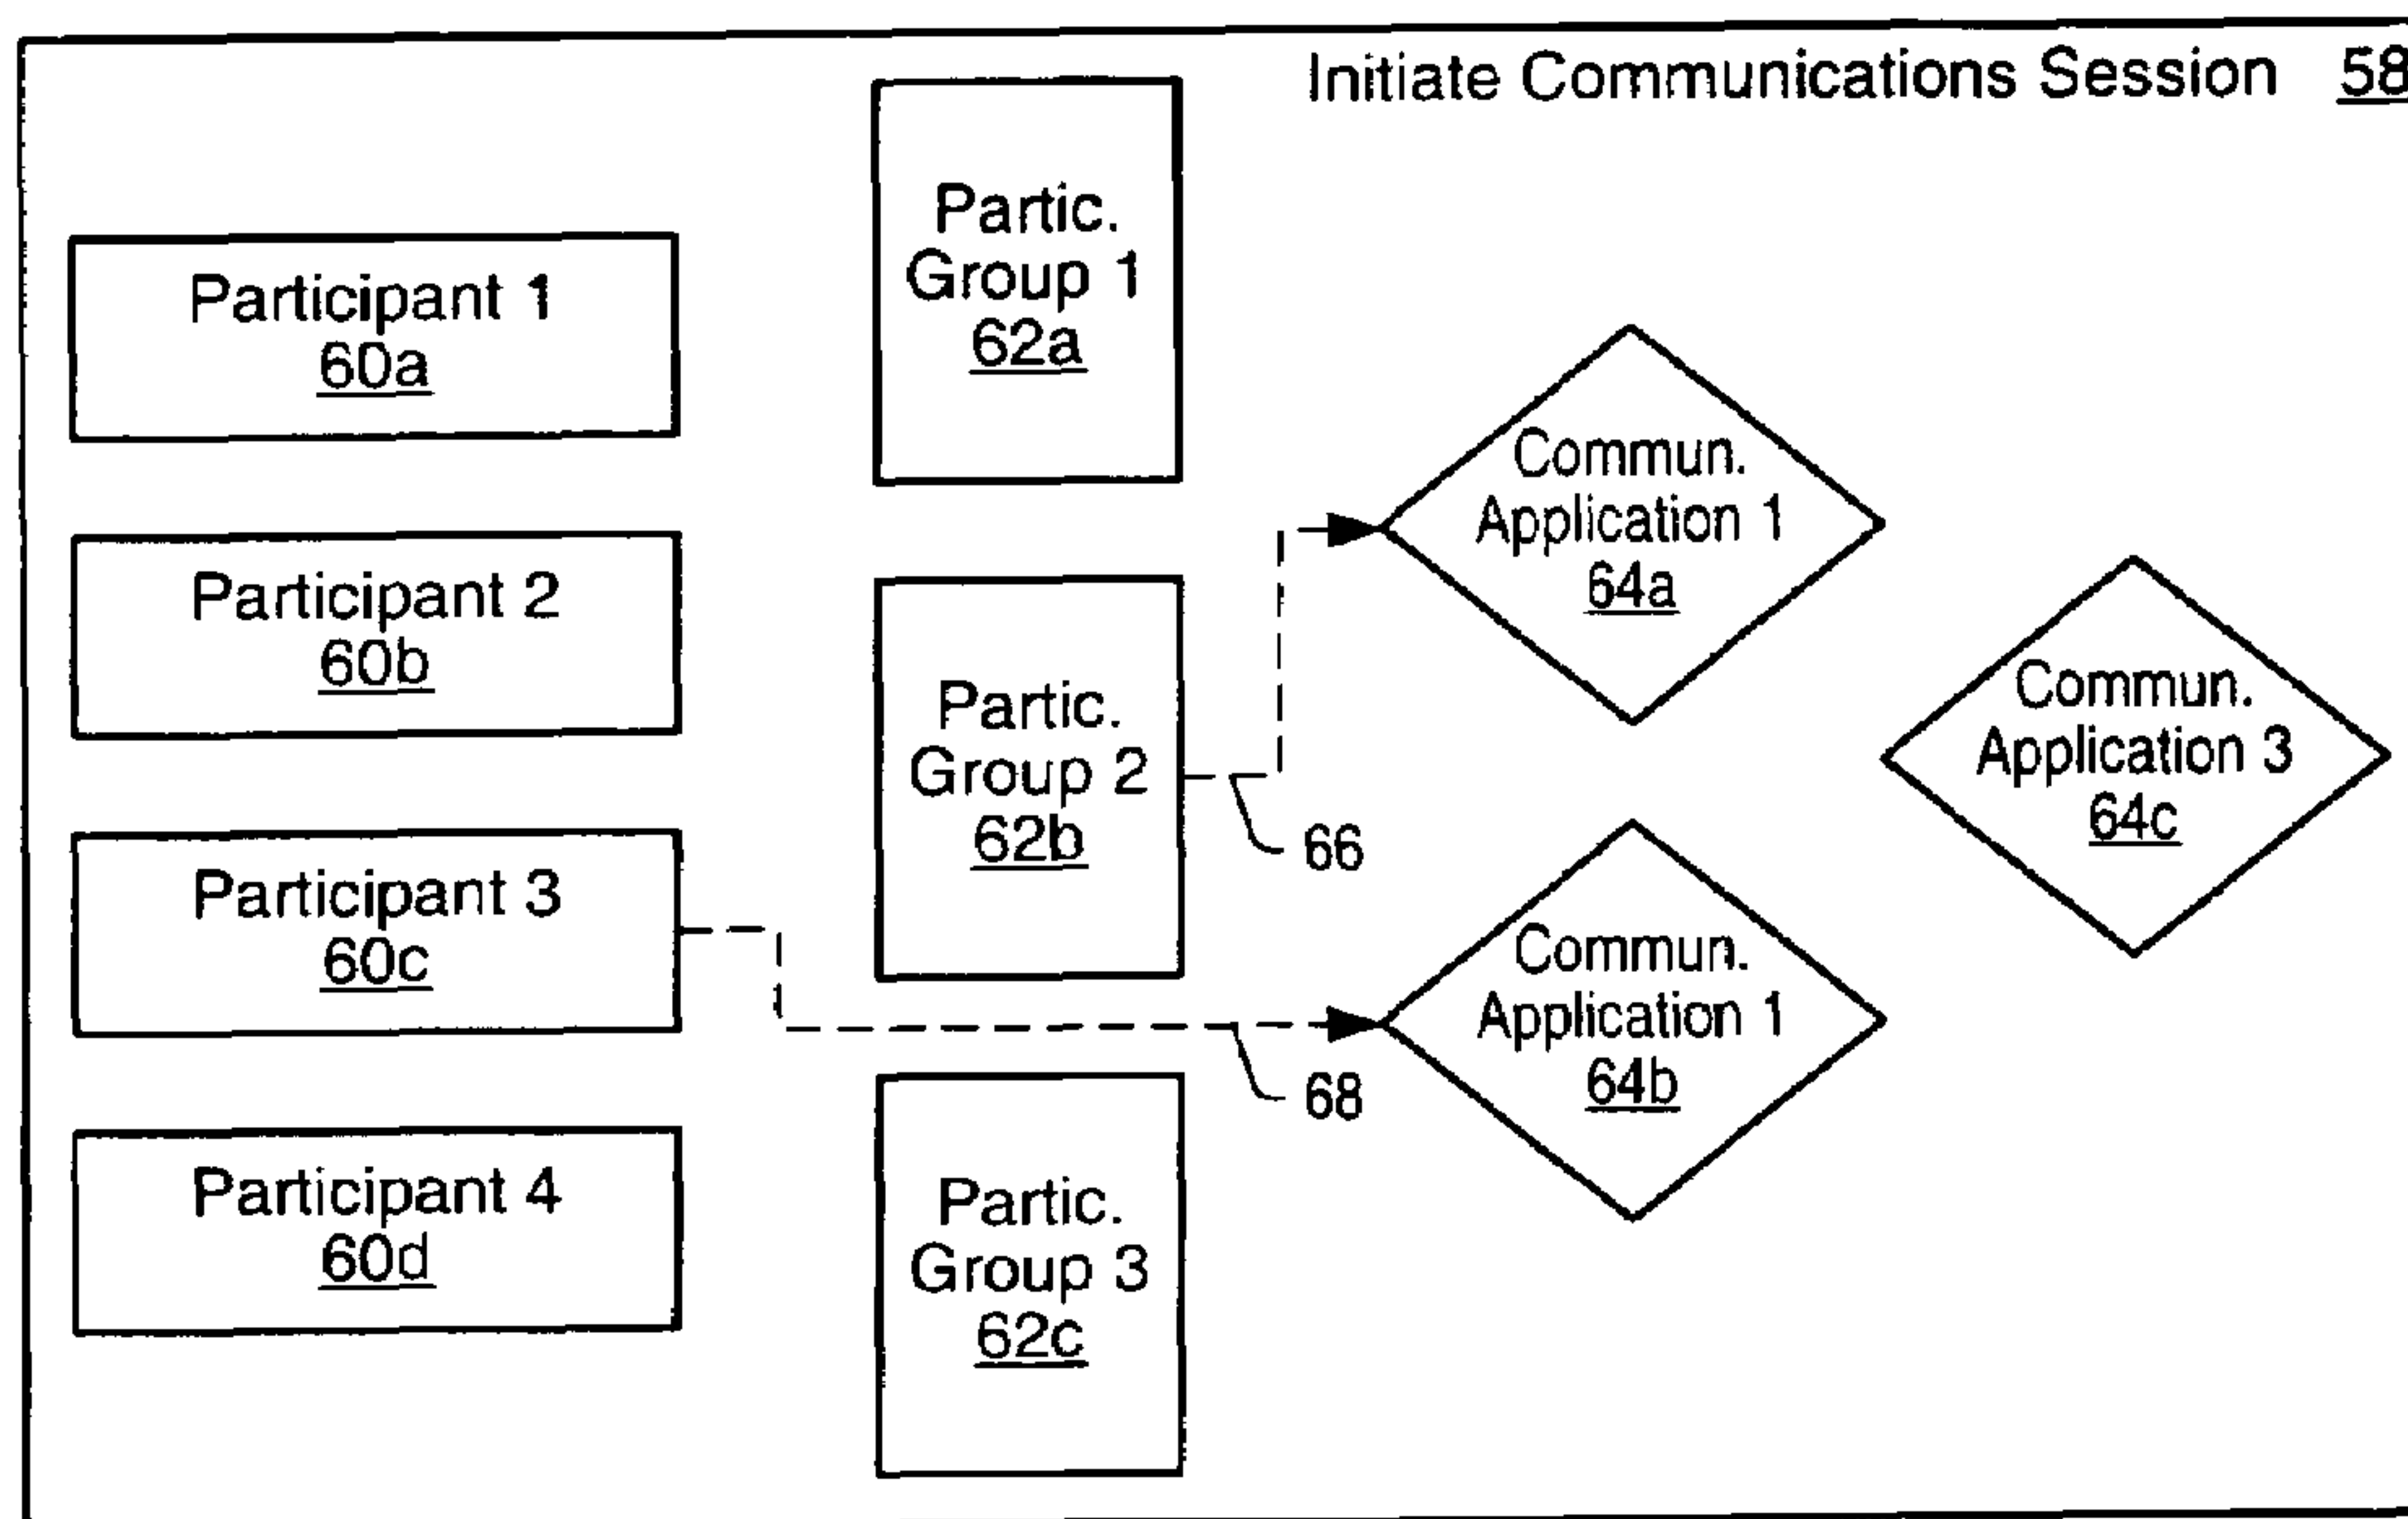 Initiate Communications Session 58
Participant 1
60a
Participant 2
60b
Participant 3
60c
Participant 4
60d
Partic.
Group 1
62a
Partic.
Group 2
62b
Partic.
Group 3
62c
66
68
Commun.
Application 1
64a
Commun.
Application 1
64b
Commun.
Application 3
64c